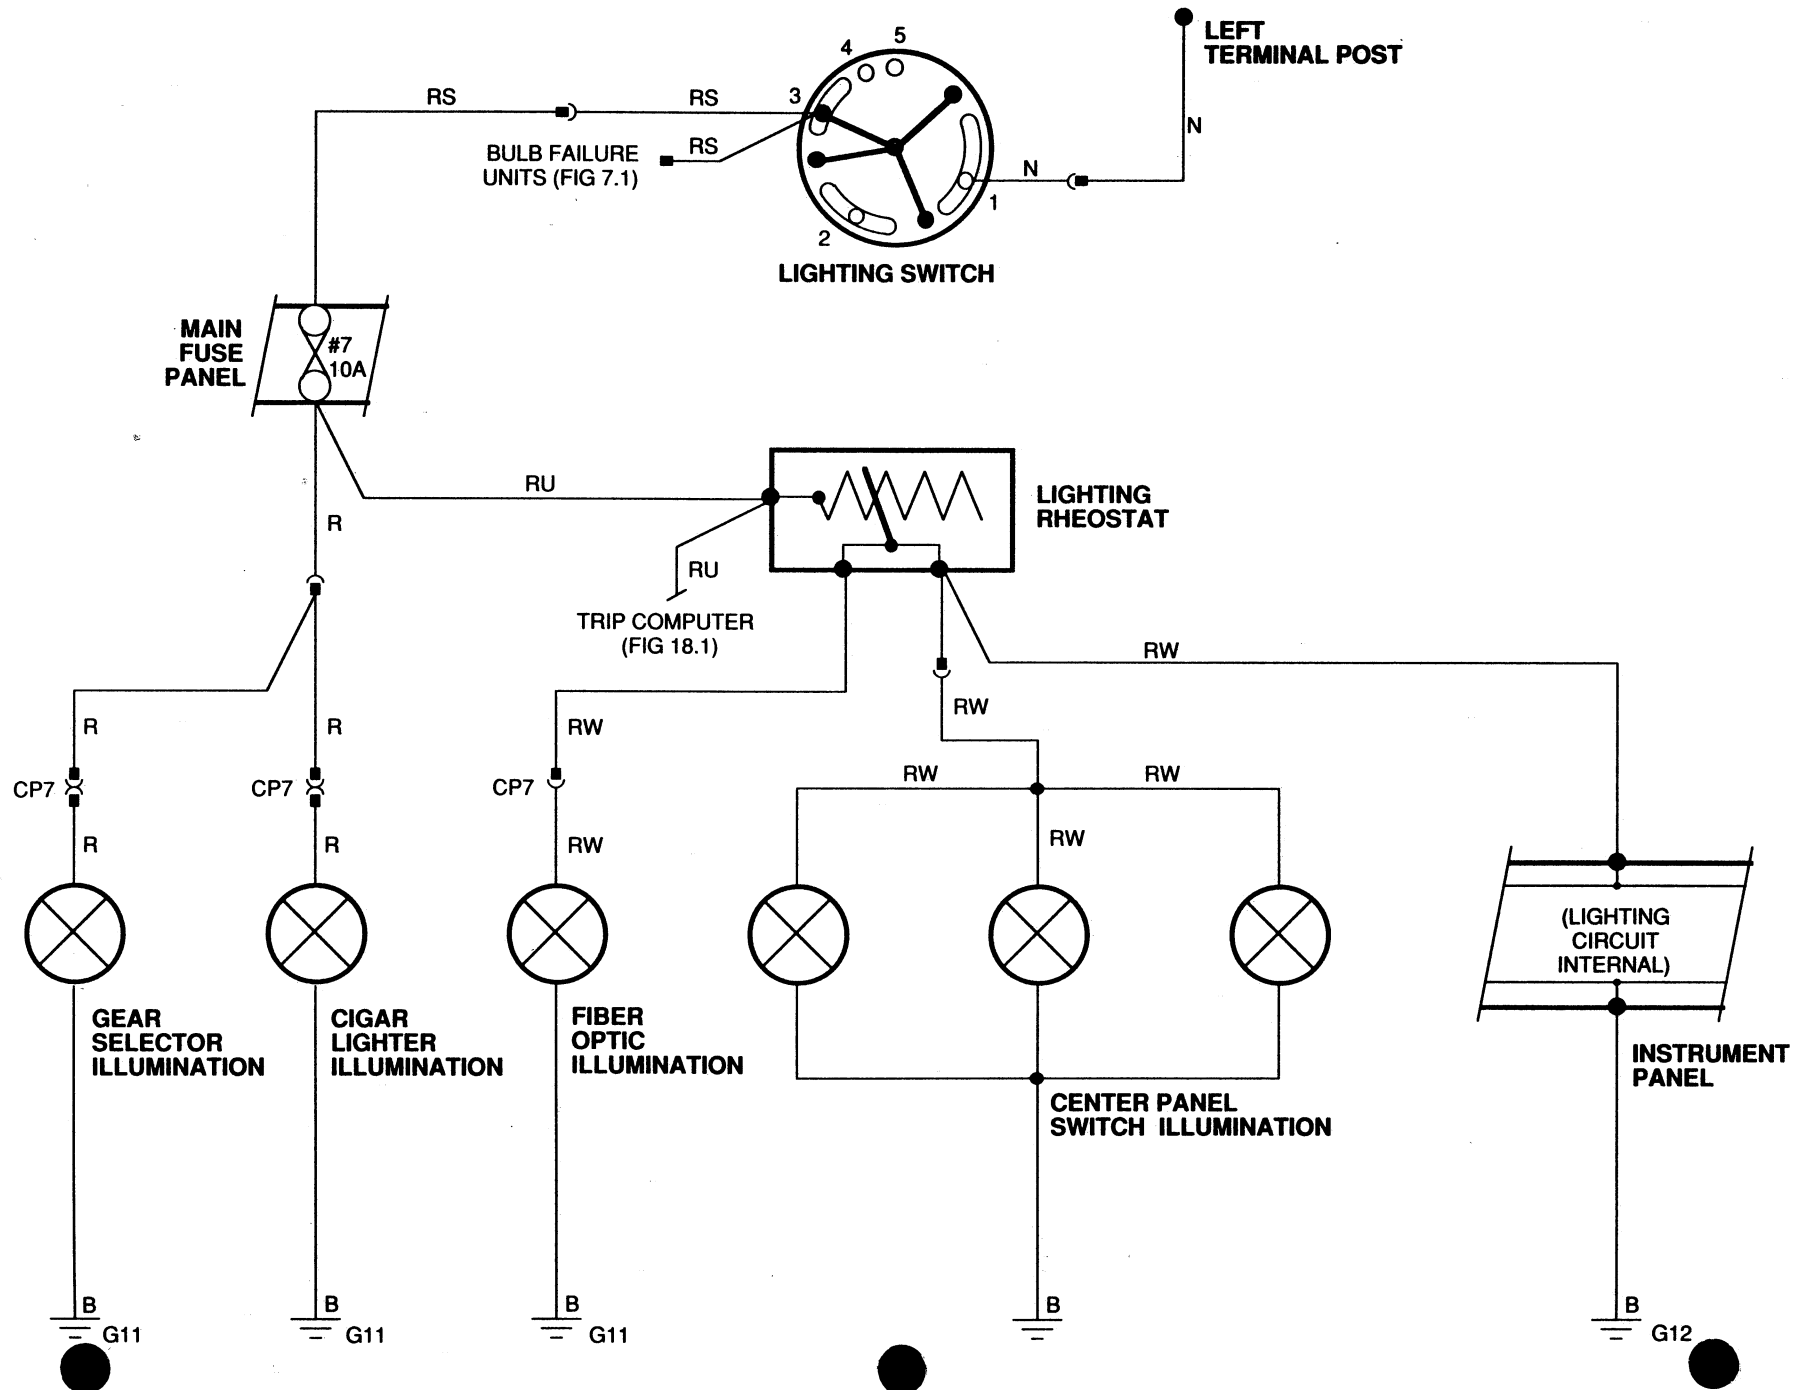 LEFT
TERMINAL POST
4
5
3
RS
RS
RS
BULB FAILURE
UNITS (FIG 7.1)
N
N
1
2
LIGHTING SWITCH
MAIN
FUSE
PANEL
#7
10A
RU
LIGHTING
RHEOSTAT
R
RU
TRIP COMPUTER
(FIG 18.1)
RW
R
R
RW
RW
CP7
CP7
CP7
RW
RW
R
R
RW
RW
(LIGHTING
CIRCUIT
INTERNAL)
GEAR
SELECTOR
ILLUMINATION
CIGAR
LIGHTER
ILLUMINATION
FIBER
OPTIC
ILLUMINATION
CENTER PANEL
SWITCH ILLUMINATION
INSTRUMENT
PANEL
B
G11
B
G11
B
G11
B
B
G12